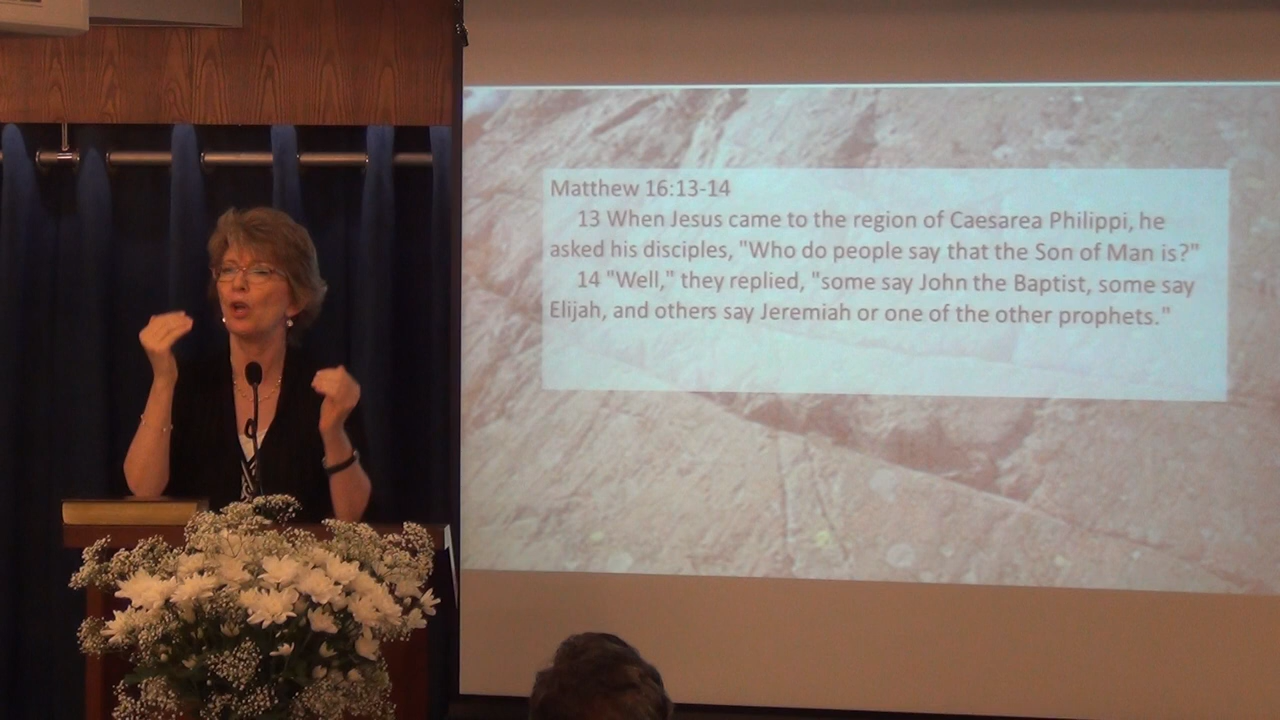 Matthew 16:13-14
13 When Jesus came to the region of Caesarea Philippi, he
asked his disciples, "Who do people say that the Son of Man is?"
14 "Well," they replied, "some say John the Baptist, some say
Elijah, and others say Jeremiah or one of the other prophets."